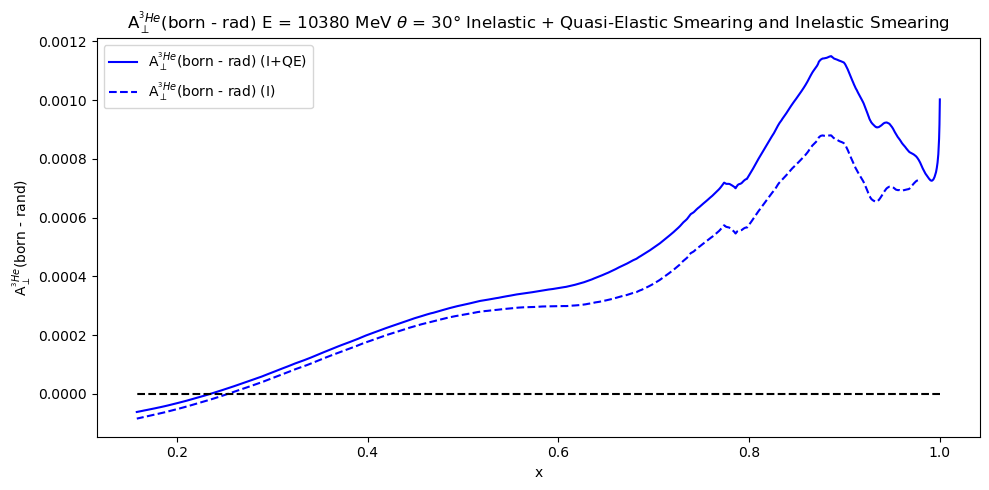 A⊥^3He(born - rad) E = 10380 MeV θ = 30° Inelastic + Quasi-Elastic Smearing and Inelastic Smearing
A⊥^3He(born - rad) (I+QE)
A⊥^3He(born - rad) (I)
A⊥^3He(born - rand)
0.0012
0.0010
0.0008
0.0006
0.0004
0.0002
0.0000
0.2 0.4 0.6 0.8 1.0
x